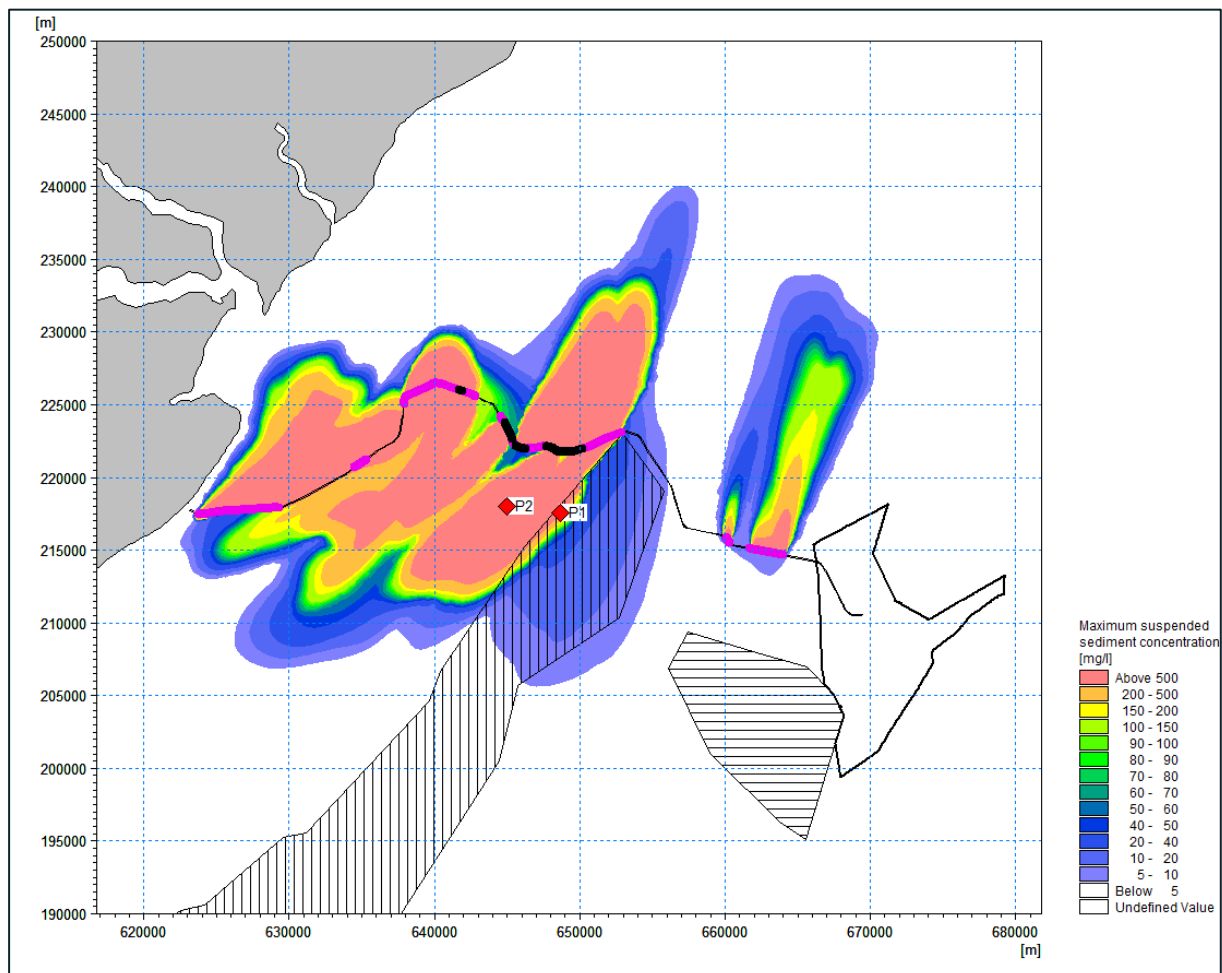 [m]
250000
245000
240000
235000
230000
225000
220000
215000
210000
205000
200000
195000
190000
P2
P1
620000
630000
640000
650000
660000
670000
680000
[m]
Maximum suspended
sediment concentration
[mg/l]
Above 500
200 - 500
150 - 200
100 - 150
90 - 100
80 - 90
70 - 80
60 - 70
50 - 60
40 - 50
20 - 40
10 - 20
5 - 10
Below 5
Undefined Value